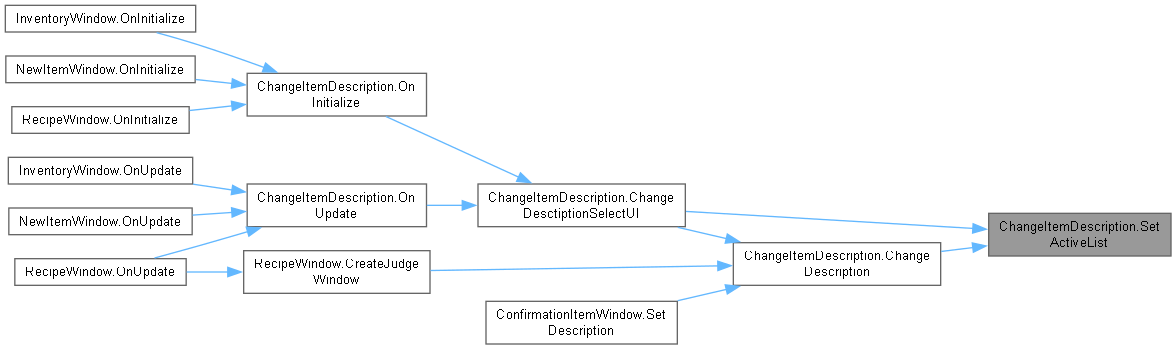 InventoryWindow.OnInitialize
NewItemWindow.OnInitialize
RecipeWindow.OnInitialize
InventoryWindow.OnUpdate
NewItemWindow.OnUpdate
RecipeWindow.OnUpdate
ChangeItemDescription.On
Initialize
ChangeItemDescription.On
Update
RecipeWindow.CreateJudge
Window
ChangeItemDescription.Change
DesctiptionSelectUI
ConfirmationItemWindow.Set
Description
ChangeItemDescription.Change
Description
ChangeItemDescription.Set
ActiveList